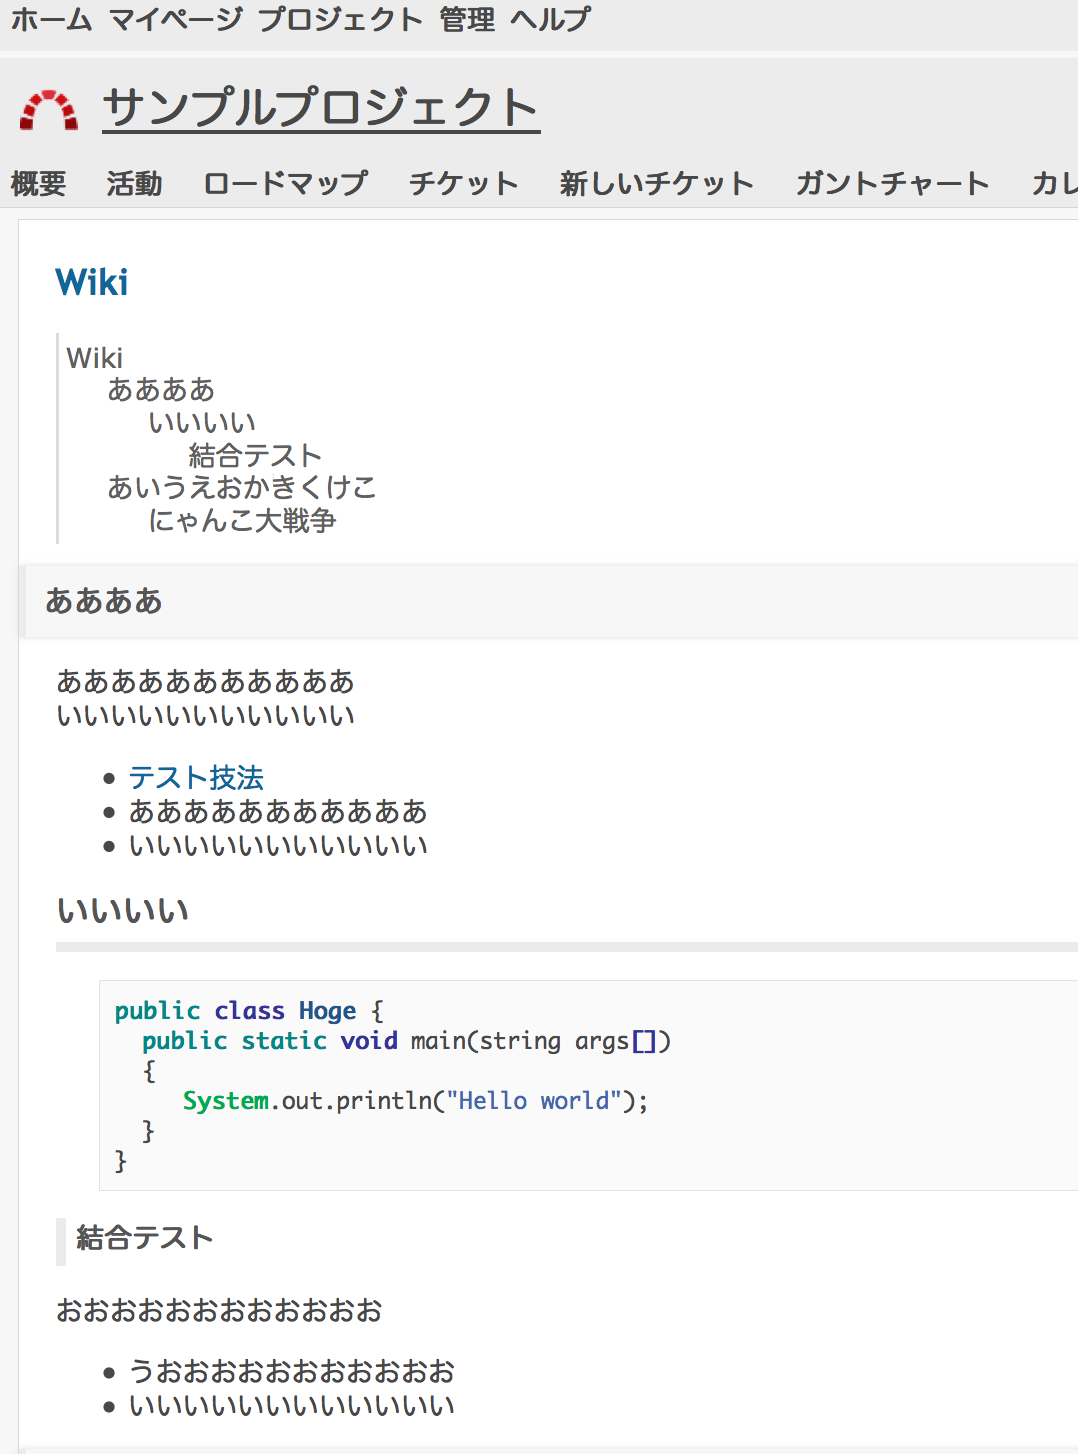 ホーム マイページ プロジェクト 管理 ヘルプ
サンプルプロジェクト
概要 活動 ロードマップ チケット 新しいチケット ガントチャート カレ
Wiki
Wiki
ああああ
いいいい
結合テスト
あいうえおかきくけこ
にゃんこ大戦争
ああああ
あああああああああああ
いいいいいいいいいいい
テスト技法
あああああああああああ
いいいいいいいいいいい
いいいい
public class Hoge {
public static void main(string args[])
{
System.out.println("Hello world");
}
}
結合テスト
おおおおおおおおおおおお
うおおおおおおおおおおお
いいいいいいいいいいいい